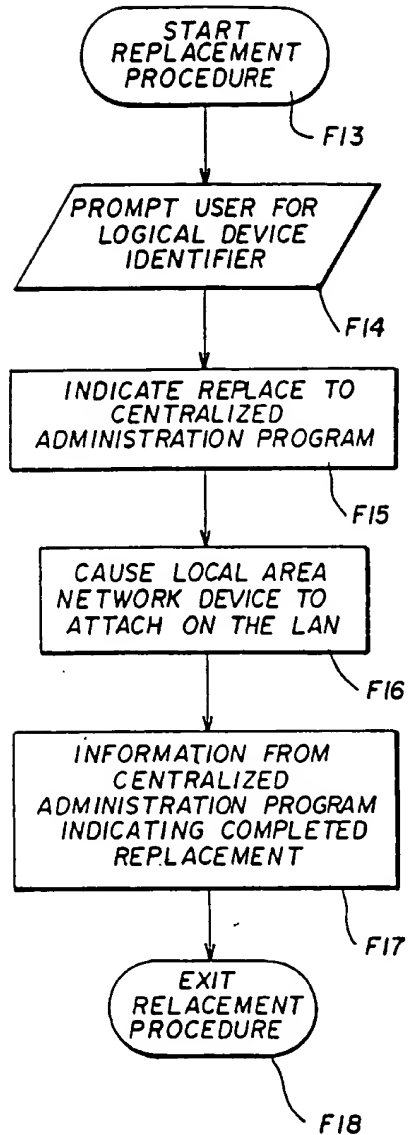 START
REPLACEMENT
PROCEDURE
F13
PROMPT USER FOR
LOGICAL DEVICE
IDENTIFIER
F14
INDICATE REPLACE TO
CENTRALIZED
ADMINISTRATION PROGRAM
F15
CAUSE LOCAL AREA
NETWORK DEVICE TO
ATTACH ON THE LAN
F16
INFORMATION FROM
CENTRALIZED
ADMINISTRATION PROGRAM
INDICATING COMPLETED
REPLACEMENT
F17
EXIT
RELACEMENT
PROCEDURE
F18